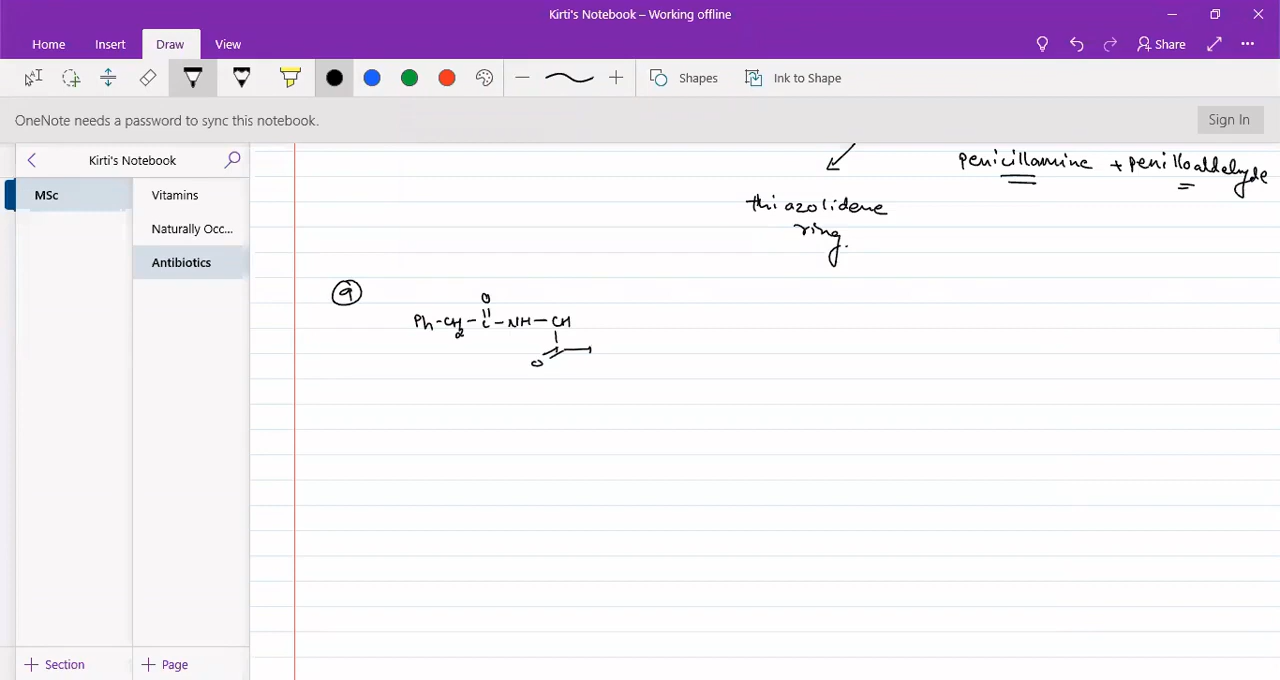 Kirti's Notebook – Working offline
Home Insert Draw View
Share
Shapes Ink to Shape
OneNote needs a password to sync this notebook.
Sign In
Kirti's Notebook
MSc
Vitamins
Naturally Occ...
Antibiotics
penicillamine + penilloaldehyde
thiazolidene
ring.
9
O
Ph-CH2-C-NH-CH
O
Section
Page